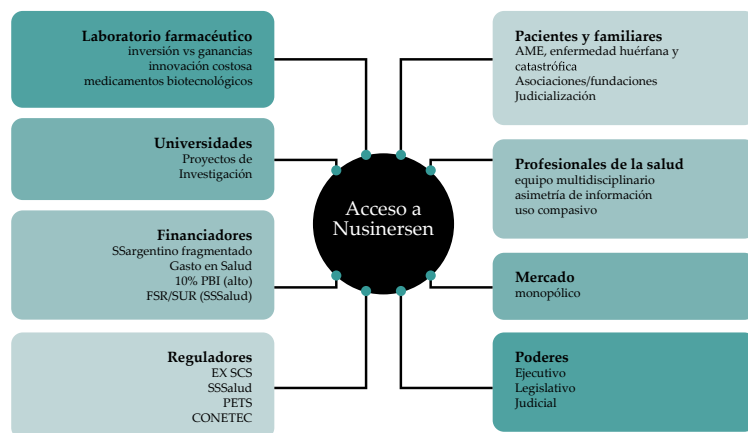 Laboratorio farmacéutico
inversión vs ganancias
innovación costosa
medicamentos biotecnológicos
Universidades
Proyectos de
Investigación
Financiadores
SSargentino fragmentado
Gasto en Salud
10% PBI (alto)
FSR/SUR (SSSalud)
Reguladores
EX SCS
SSSalud
PETS
CONETEC
Acceso a
Nusinersen
Pacientes y familiares
AME, enfermedad huérfana y
catastrófica
Asociaciones/fundaciones
Judicialización
Profesionales de la salud
equipo multidisciplinario
asimetría de información
uso compasivo
Mercado
monopólico
Poderes
Ejecutivo
Legislativo
Judicial